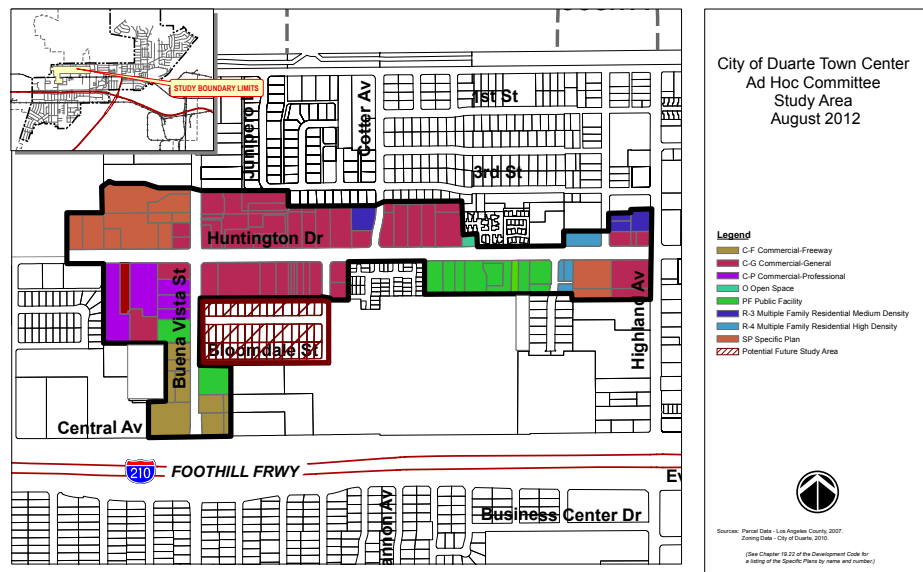 City of Duarte Town Center
Ad Hoc Committee
Study Area
August 2012
STUDY BOUNDARY LIMITS
Cotter Av
1st St
3rd St
Huntington Dr
Buena Vista St
Bloomdale St
Highland Av
Central Av
210
FOOTHILL FRWY
Business Center Dr
Legend
C-F Commercial-Freeway
C-G Commercial-General
C-P Commercial-Professional
O Open Space
PF Public Facility
R-3 Multiple Family Residential Medium Density
R-4 Multiple Family Residential High Density
SP Specific Plan
Potential Future Study Area
Sources: Parcel Data - Los Angeles County, 2007.
Zoning Data - City of Duarte, 2010.
(See Chapter 19.22 of the Development Code for
a listing of the Specific Plans by name and number.)